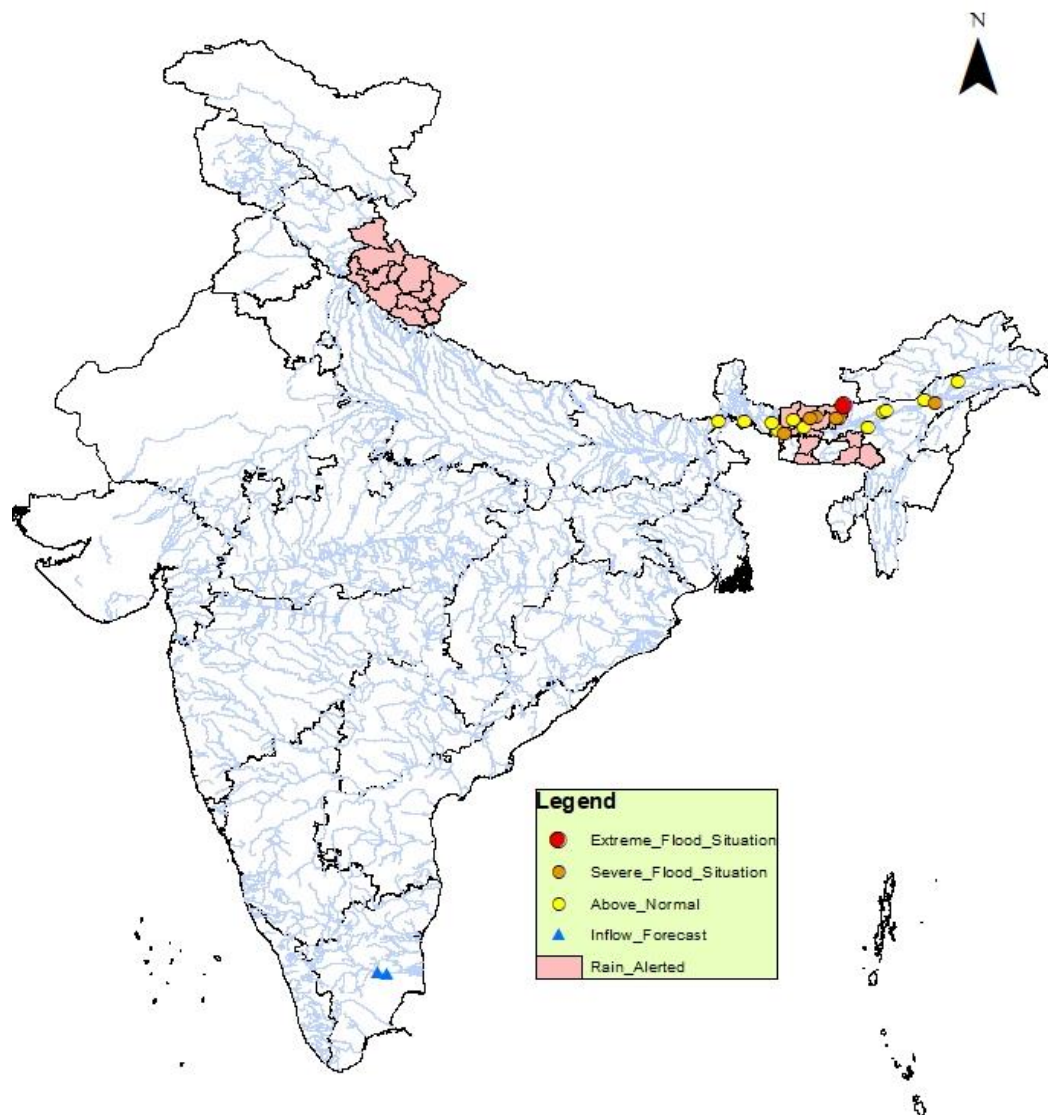 N
Legend
Extreme_Flood_Situation
Severe_Flood_Situation
Above_Normal
Inflow_Forecast
Rain_Alerted